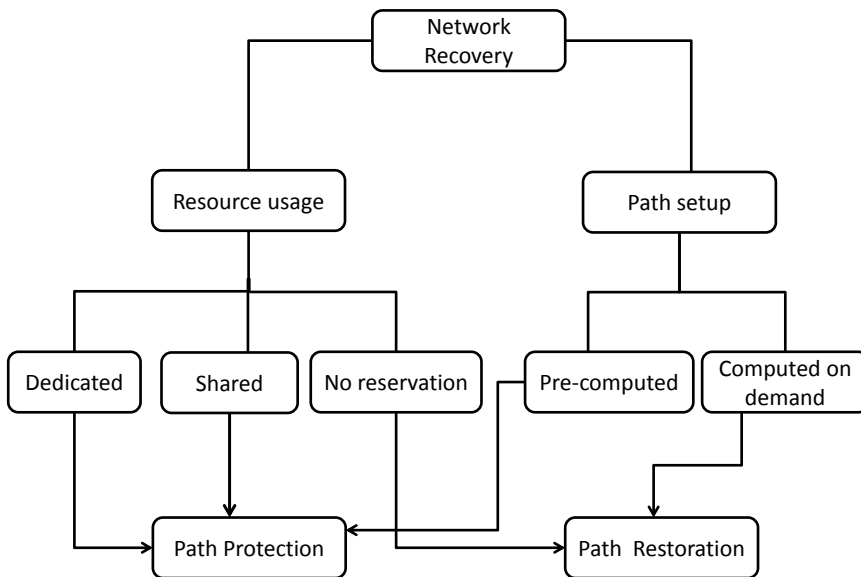 Network
Recovery
Resource usage
Path setup
Dedicated
Shared
No reservation
Pre-computed
Computed on
demand
Path Protection
Path Restoration